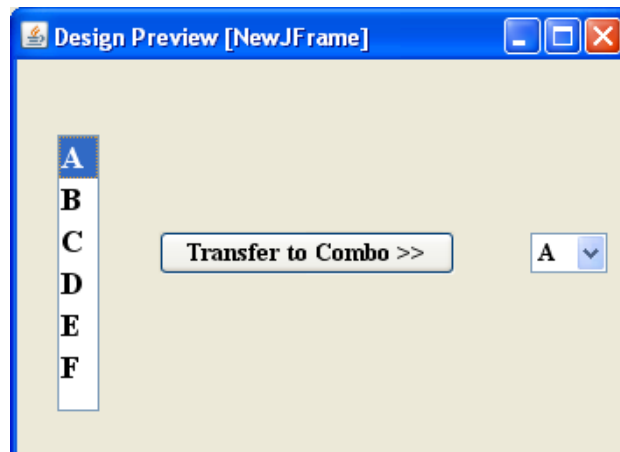 Design Preview [NewJFrame]
A
B
C
D
E
F
Transfer to Combo >>
A